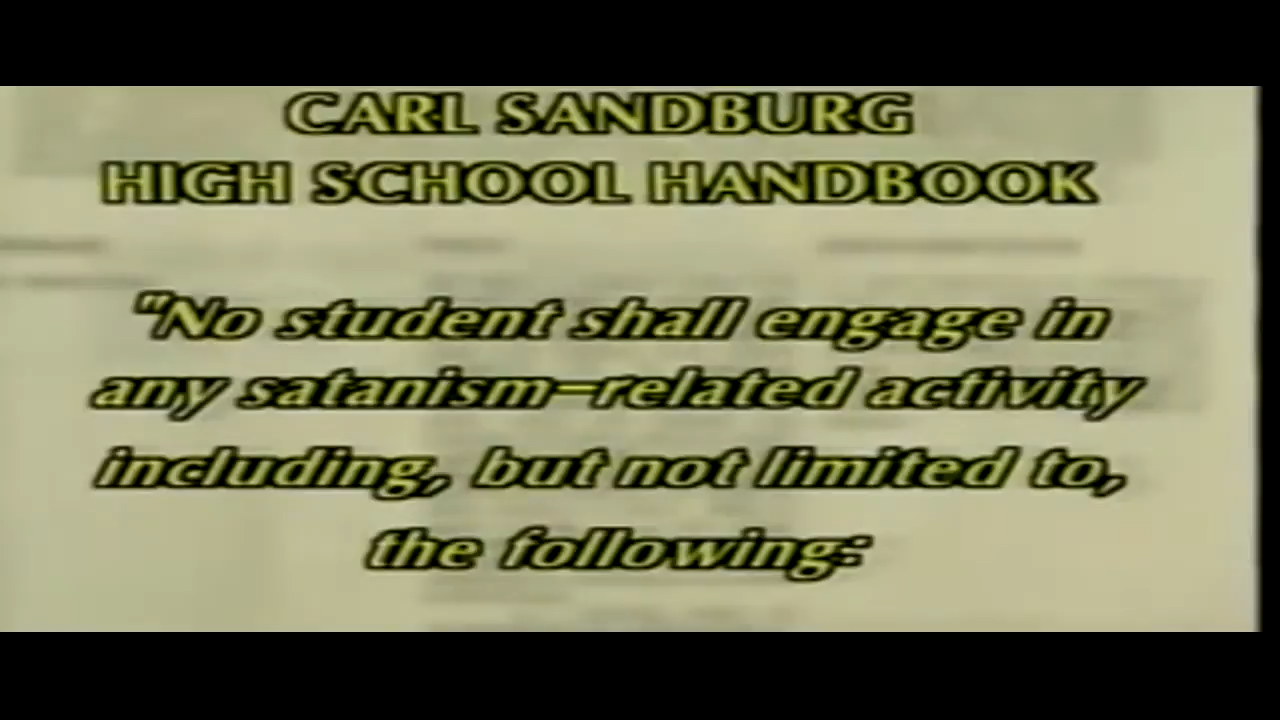 CARL SANDBURG
HIGH SCHOOL HANDBOOK
"No student shall engage in
any satanism-related activity
including, but not limited to,
the following: